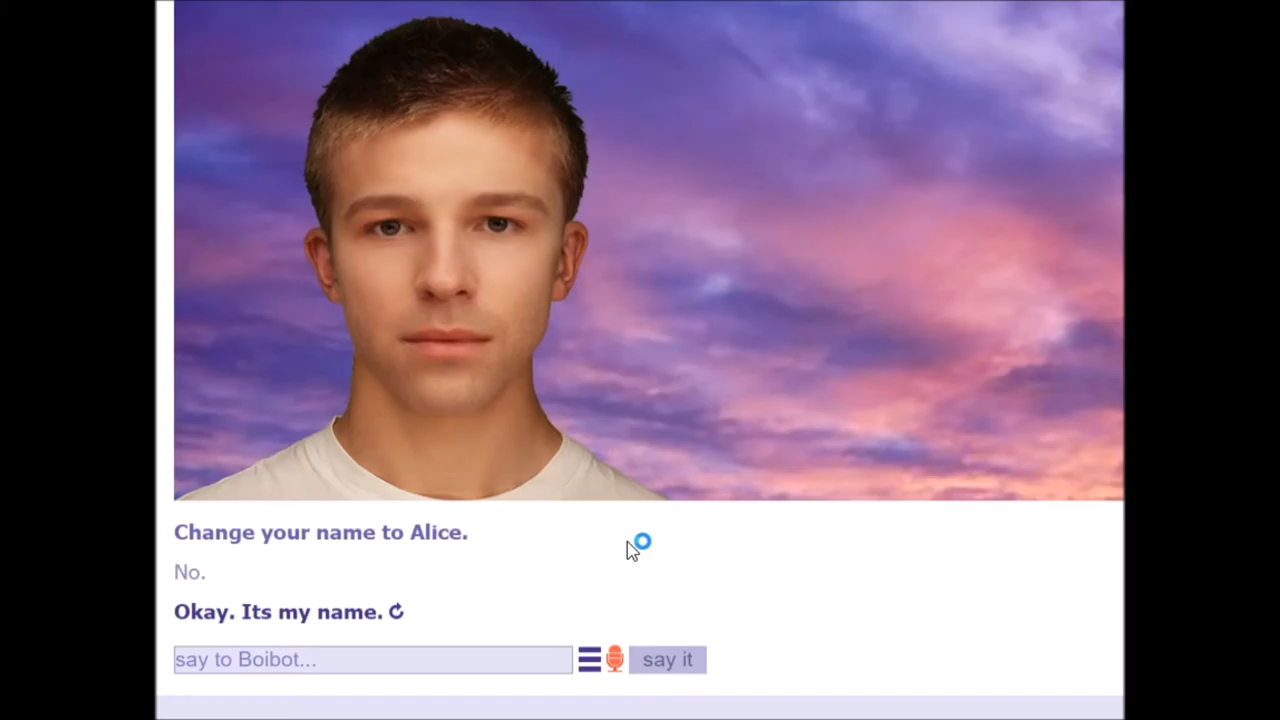 Change your name to Alice.
No.
Okay. Its my name.
say to Boibot... say it